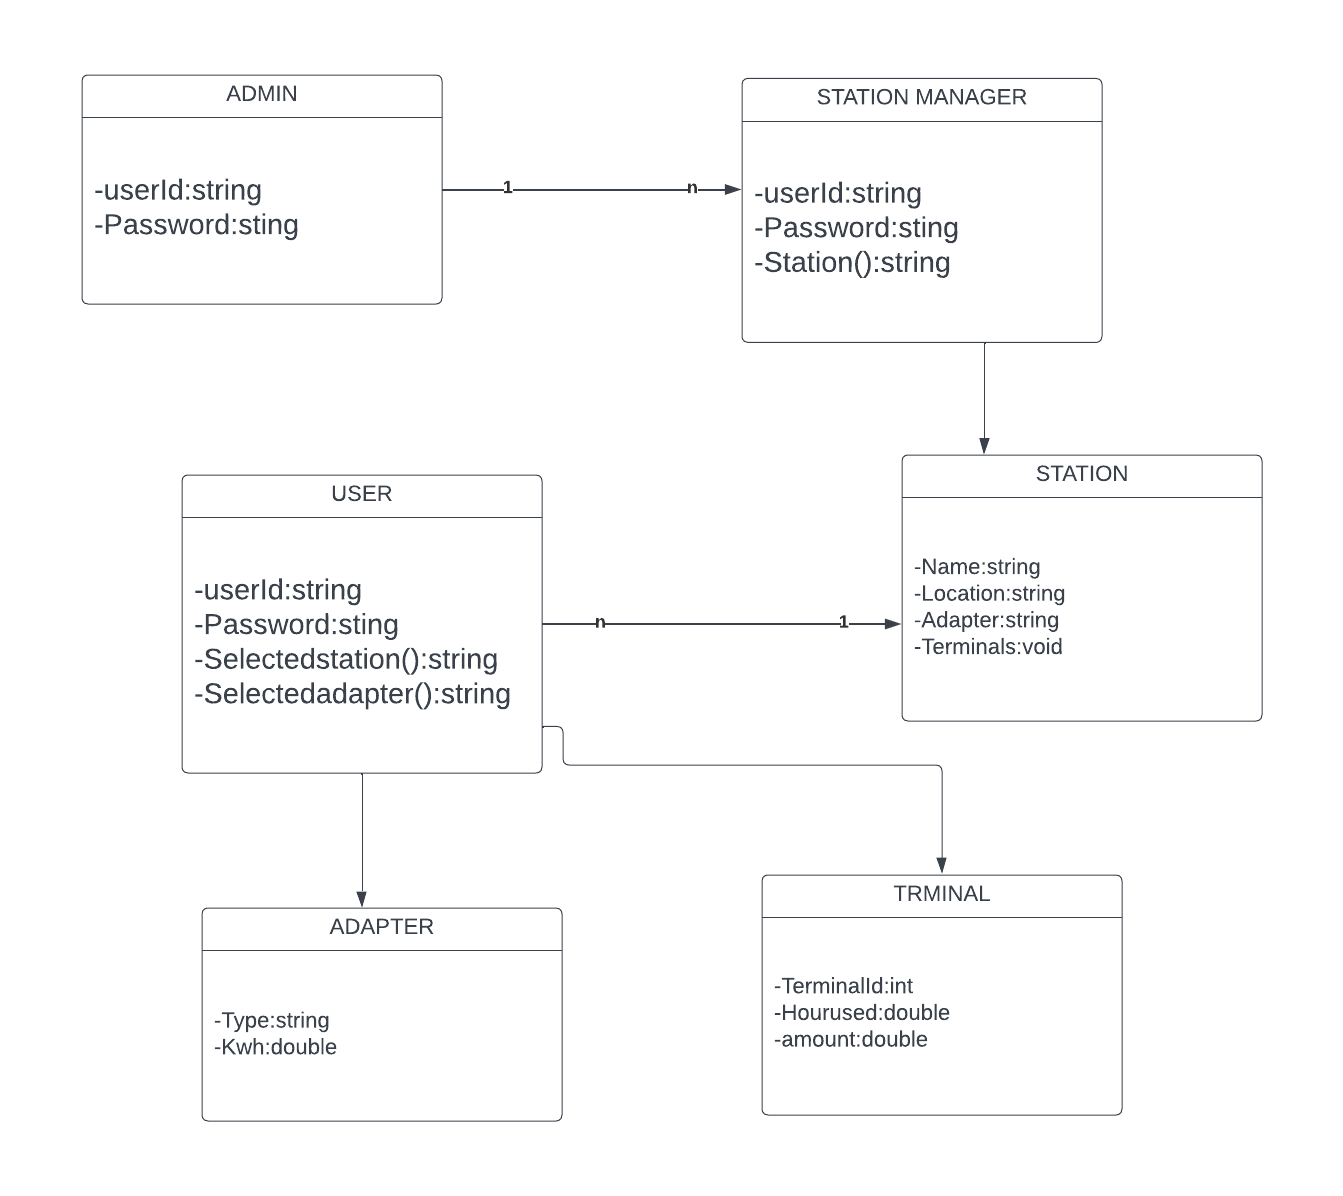 ADMIN
-userId:string
-Password:sting
1
n
STATION MANAGER
-userId:string
-Password:sting
-Station():string
USER
-userId:string
-Password:sting
-Selectedstation():string
-Selectedadapter():string
n
1
STATION
-Name:string
-Location:string
-Adapter:string
-Terminals:void
ADAPTER
-Type:string
-Kwh:double
TRMINAL
-TerminalId:int
-Hourused:double
-amount:double